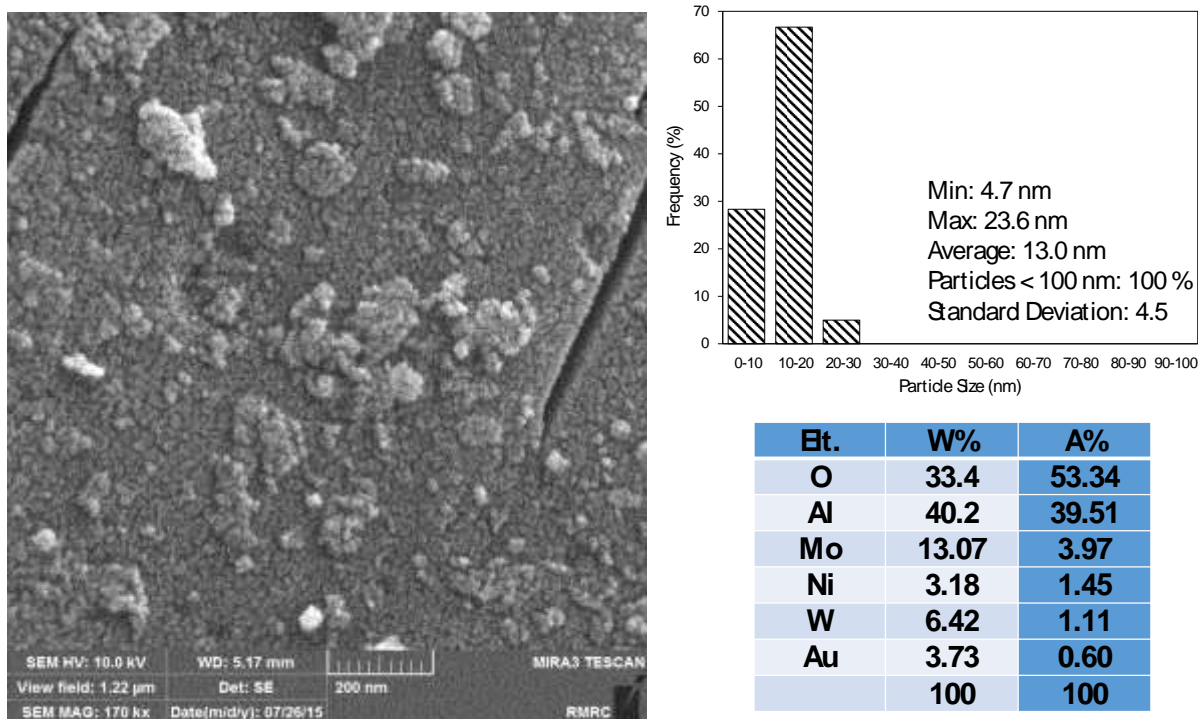 SEM HV: 10.0 kV WD: 5.17 mm MIRA3 TESCAN
View field: 1.22 µm Det: SE 200 nm
SEM MAG: 170 kx Date(m/d/y): 07/26/15 RMRC
70
60
50
40
30
20
10
0
Frequency (%)
Min: 4.7 nm
Max: 23.6 nm
Average: 13.0 nm
Particles < 100 nm: 100 %
Standard Deviation: 4.5
0-10 10-20 20-30 30-40 40-50 50-60 60-70 70-80 80-90 90-100
Particle Size (nm)
Elt. W% A%
O 33.4 53.34
Al 40.2 39.51
Mo 13.07 3.97
Ni 3.18 1.45
W 6.42 1.11
Au 3.73 0.60
100 100